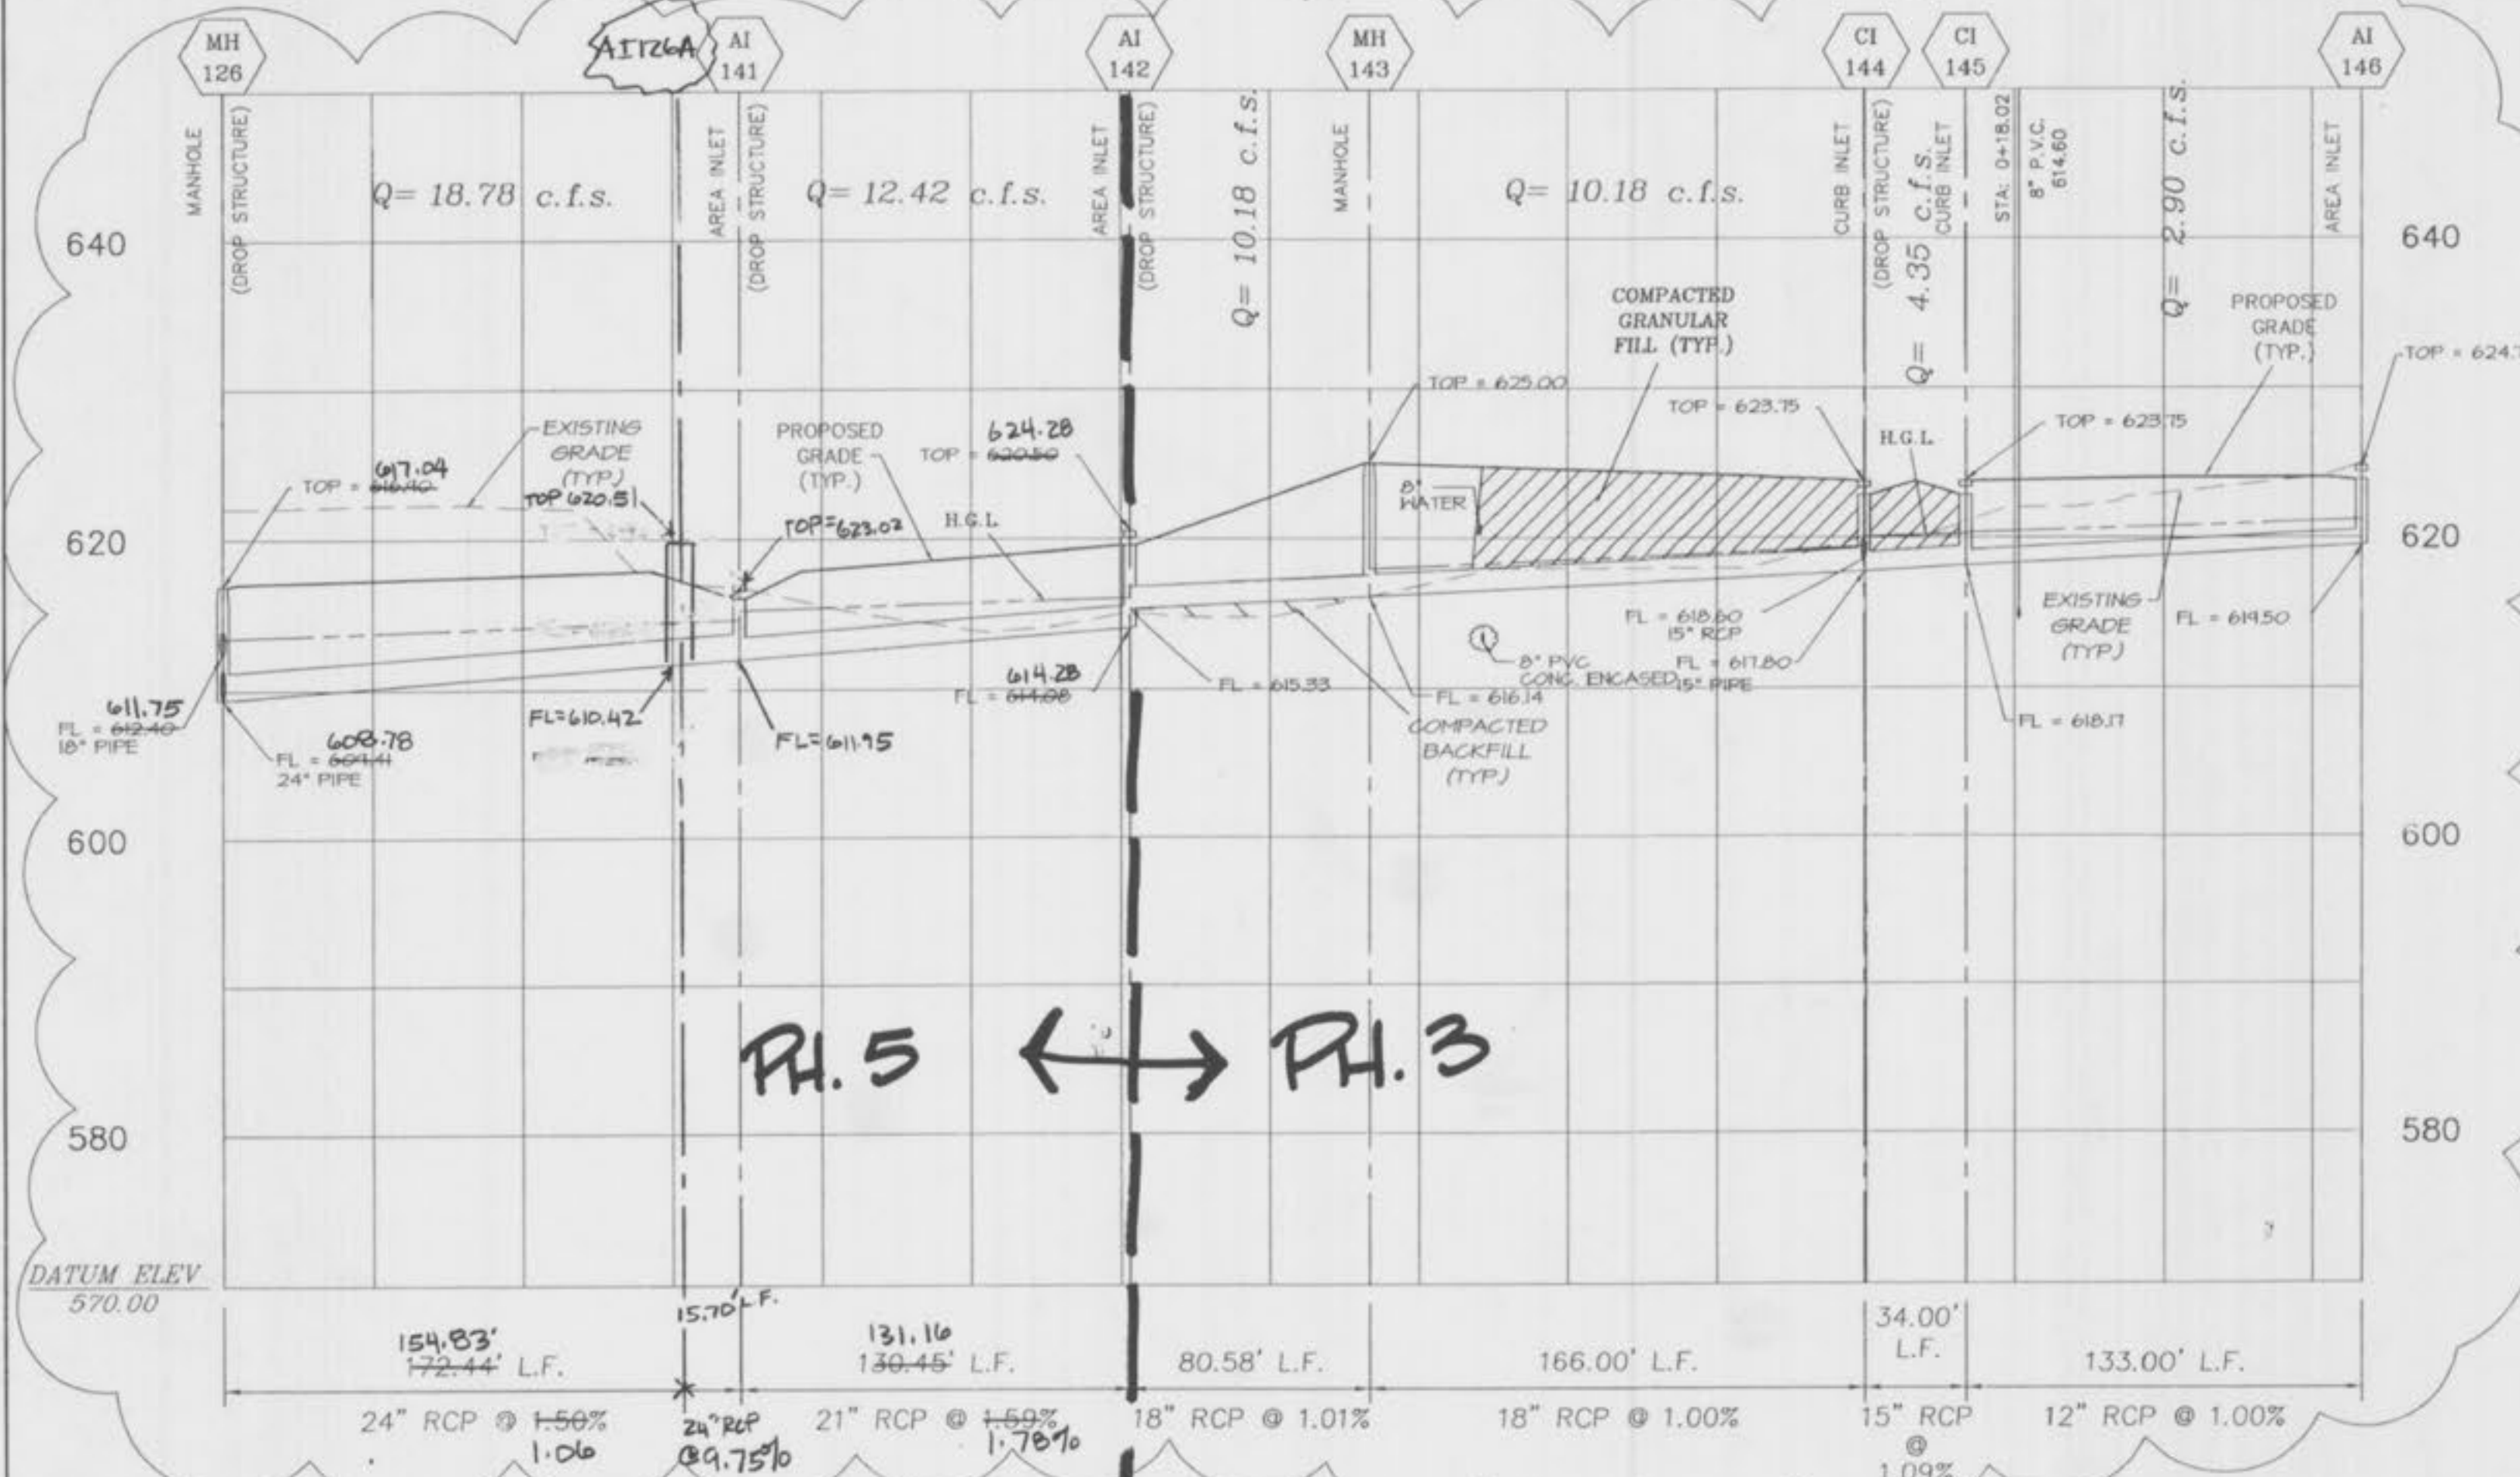 MH
126
AI126A
AI
141
AI
142
MH
143
CI
144
CI
145
AI
146
MANHOLE
(DROP STRUCTURE)
Q= 18.78 c.f.s.
AREA INLET
(DROP STRUCTURE)
Q= 12.42 c.f.s.
AREA INLET
(DROP STRUCTURE)
Q= 10.18 c.f.s.
MANHOLE
Q= 10.18 c.f.s.
CURB INLET
(DROP STRUCTURE)
Q= 4.35 c.f.s.
CURB INLET
STA: 0+18.02
8" P.V.C.
614.60
Q= 2.90 c.f.s.
AREA INLET
640
640
COMPACTED
GRANULAR
FILL (TYP.)
PROPOSED
GRADE
(TYP.)
TOP = 624.
TOP = 625.00
TOP = 623.75
TOP = 623.75
H.G.L.
EXISTING
GRADE
(TYP.)
617.04
TOP = 616.40
TOP 620.51
PROPOSED
GRADE
(TYP.)
624.28
TOP = 620.50
TOP=623.02
H.G.L.
8"
WATER
620
620
EXISTING
GRADE
(TYP.)
FL = 619.50
FL = 618.60
15" RCP
FL = 617.80
15" PIPE
8" PVC
CONC. ENCASED
1
614.28
FL = 614.08
FL = 615.33
FL = 616.14
COMPACTED
BACKFILL
(TYP.)
FL = 618.17
611.75
FL = 612.40
18" PIPE
608.78
FL = 609.41
24" PIPE
FL=610.42
FL=611.95
600
600
PH. 5
PH. 3
580
580
DATUM ELEV
570.00
154.83'
172.44' L.F.
15.70' L.F.
131.16
130.45' L.F.
80.58' L.F.
166.00' L.F.
34.00'
L.F.
133.00' L.F.
24" RCP @ 1.50%
1.06
24" RCP
@9.75%
21" RCP @ 1.59%
1.78%
18" RCP @ 1.01%
18" RCP @ 1.00%
15" RCP
@
1.09%
12" RCP @ 1.00%